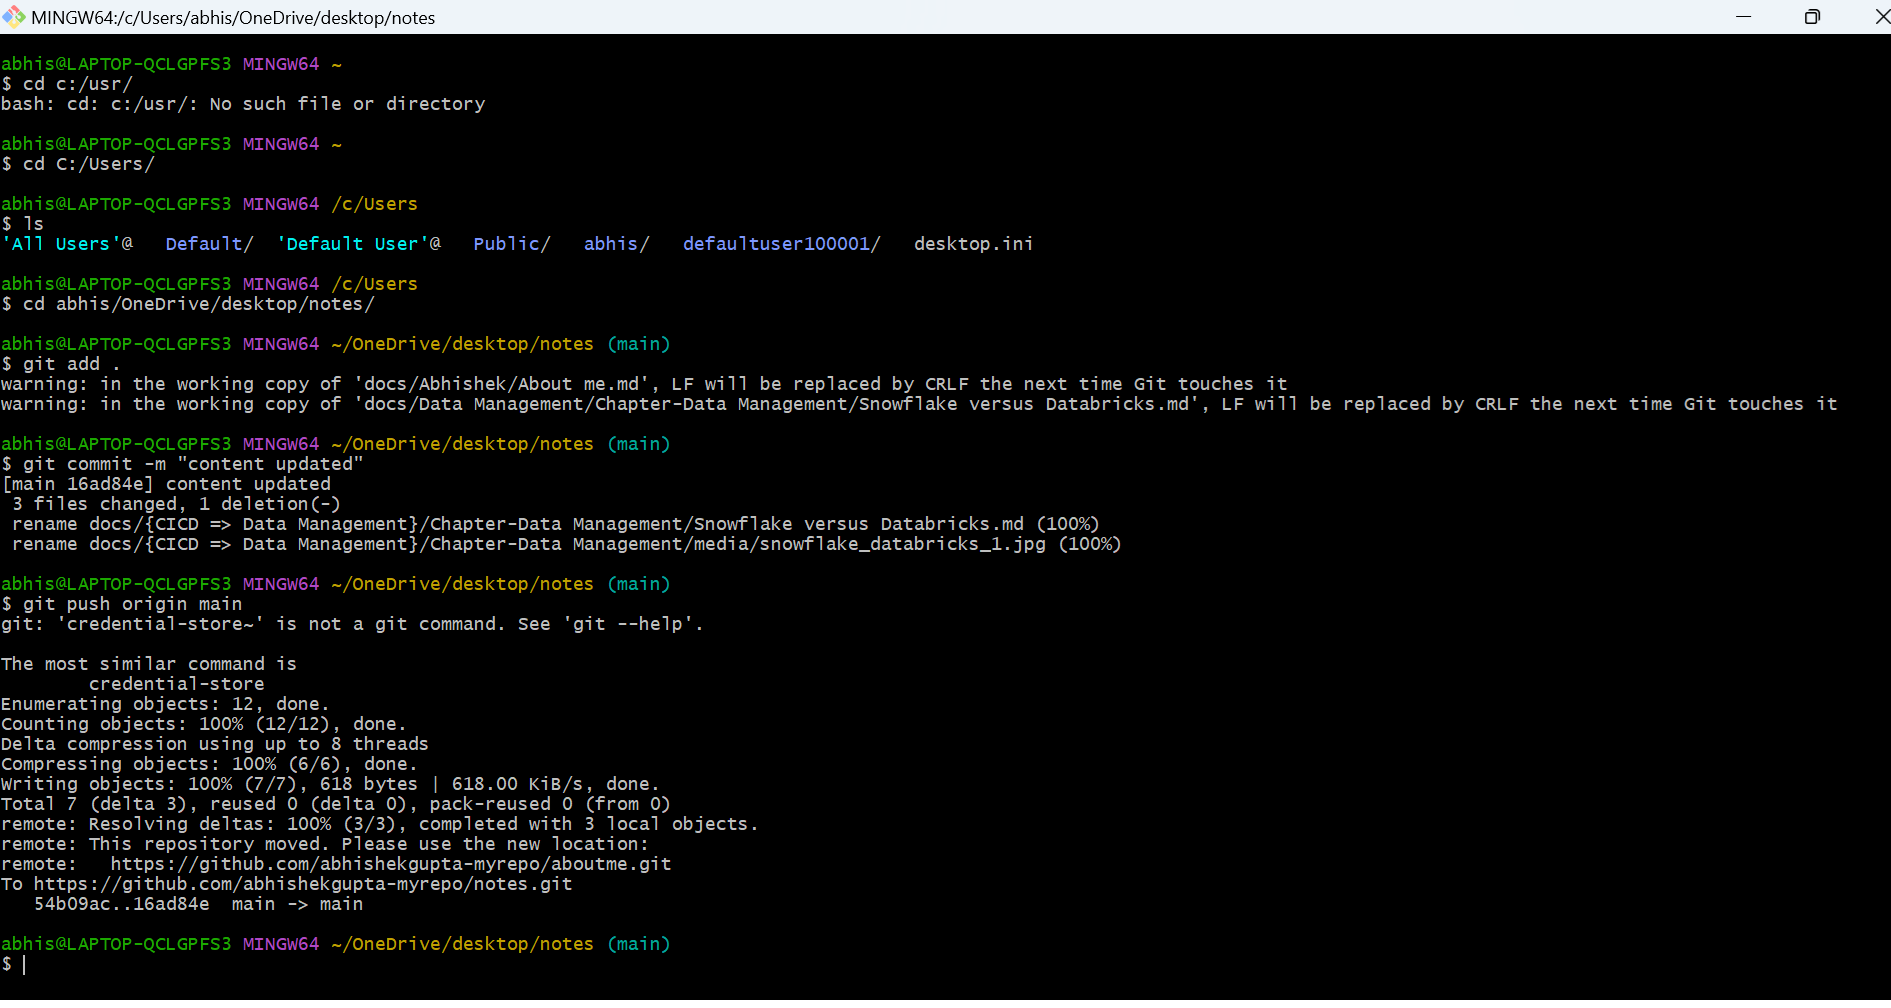 MINGW64:/c/Users/abhis/OneDrive/desktop/notes
abhis@LAPTOP-QCLGPFS3 MINGW64 ~
$ cd c:/usr/
bash: cd: c:/usr/: No such file or directory
abhis@LAPTOP-QCLGPFS3 MINGW64 ~
$ cd C:/Users/
abhis@LAPTOP-QCLGPFS3 MINGW64 /c/Users
$ ls
'All Users'@   Default/  'Default User'@   Public/   abhis/   defaultuser100001/   desktop.ini
abhis@LAPTOP-QCLGPFS3 MINGW64 /c/Users
$ cd abhis/OneDrive/desktop/notes/
abhis@LAPTOP-QCLGPFS3 MINGW64 ~/OneDrive/desktop/notes (main)
$ git add .
warning: in the working copy of 'docs/Abhishek/About me.md', LF will be replaced by CRLF the next time Git touches it
warning: in the working copy of 'docs/Data Management/Chapter-Data Management/Snowflake versus Databricks.md', LF will be replaced by CRLF the next time Git touches it
abhis@LAPTOP-QCLGPFS3 MINGW64 ~/OneDrive/desktop/notes (main)
$ git commit -m "content updated"
[main 16ad84e] content updated
 3 files changed, 1 deletion(-)
 rename docs/{CICD => Data Management}/Chapter-Data Management/Snowflake versus Databricks.md (100%)
 rename docs/{CICD => Data Management}/Chapter-Data Management/media/snowflake_databricks_1.jpg (100%)
abhis@LAPTOP-QCLGPFS3 MINGW64 ~/OneDrive/desktop/notes (main)
$ git push origin main
git: 'credential-store~' is not a git command. See 'git --help'.
The most similar command is
        credential-store
Enumerating objects: 12, done.
Counting objects: 100% (12/12), done.
Delta compression using up to 8 threads
Compressing objects: 100% (6/6), done.
Writing objects: 100% (7/7), 618 bytes | 618.00 KiB/s, done.
Total 7 (delta 3), reused 0 (delta 0), pack-reused 0 (from 0)
remote: Resolving deltas: 100% (3/3), completed with 3 local objects.
remote: This repository moved. Please use the new location:
remote:   https://github.com/abhishekgupta-myrepo/aboutme.git
To https://github.com/abhishekgupta-myrepo/notes.git
   54b09ac..16ad84e  main -> main
abhis@LAPTOP-QCLGPFS3 MINGW64 ~/OneDrive/desktop/notes (main)
$